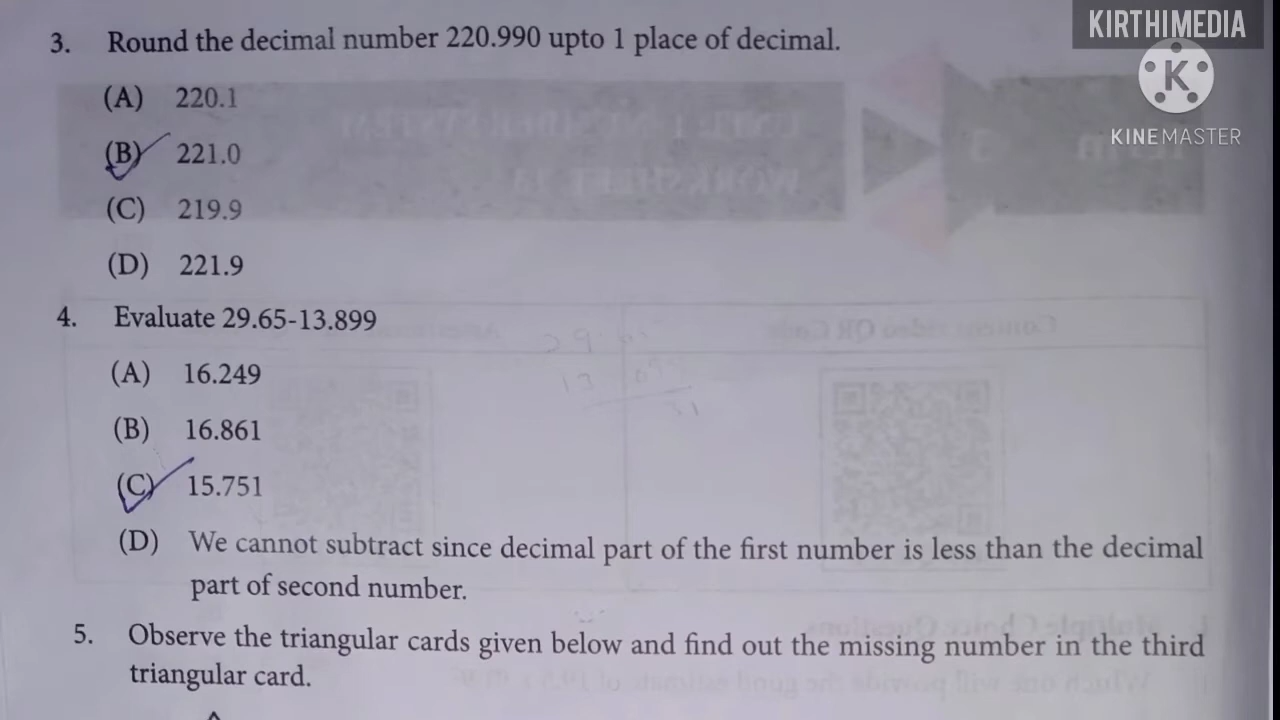 KIRTHIMEDIA
K
KINEMASTER
3. Round the decimal number 220.990 upto 1 place of decimal.
(A) 220.1
(B) 221.0
(C) 219.9
(D) 221.9
4. Evaluate 29.65-13.899
(A) 16.249
(B) 16.861
(C) 15.751
(D) We cannot subtract since decimal part of the first number is less than the decimal
part of second number.
5. Observe the triangular cards given below and find out the missing number in the third
triangular card.